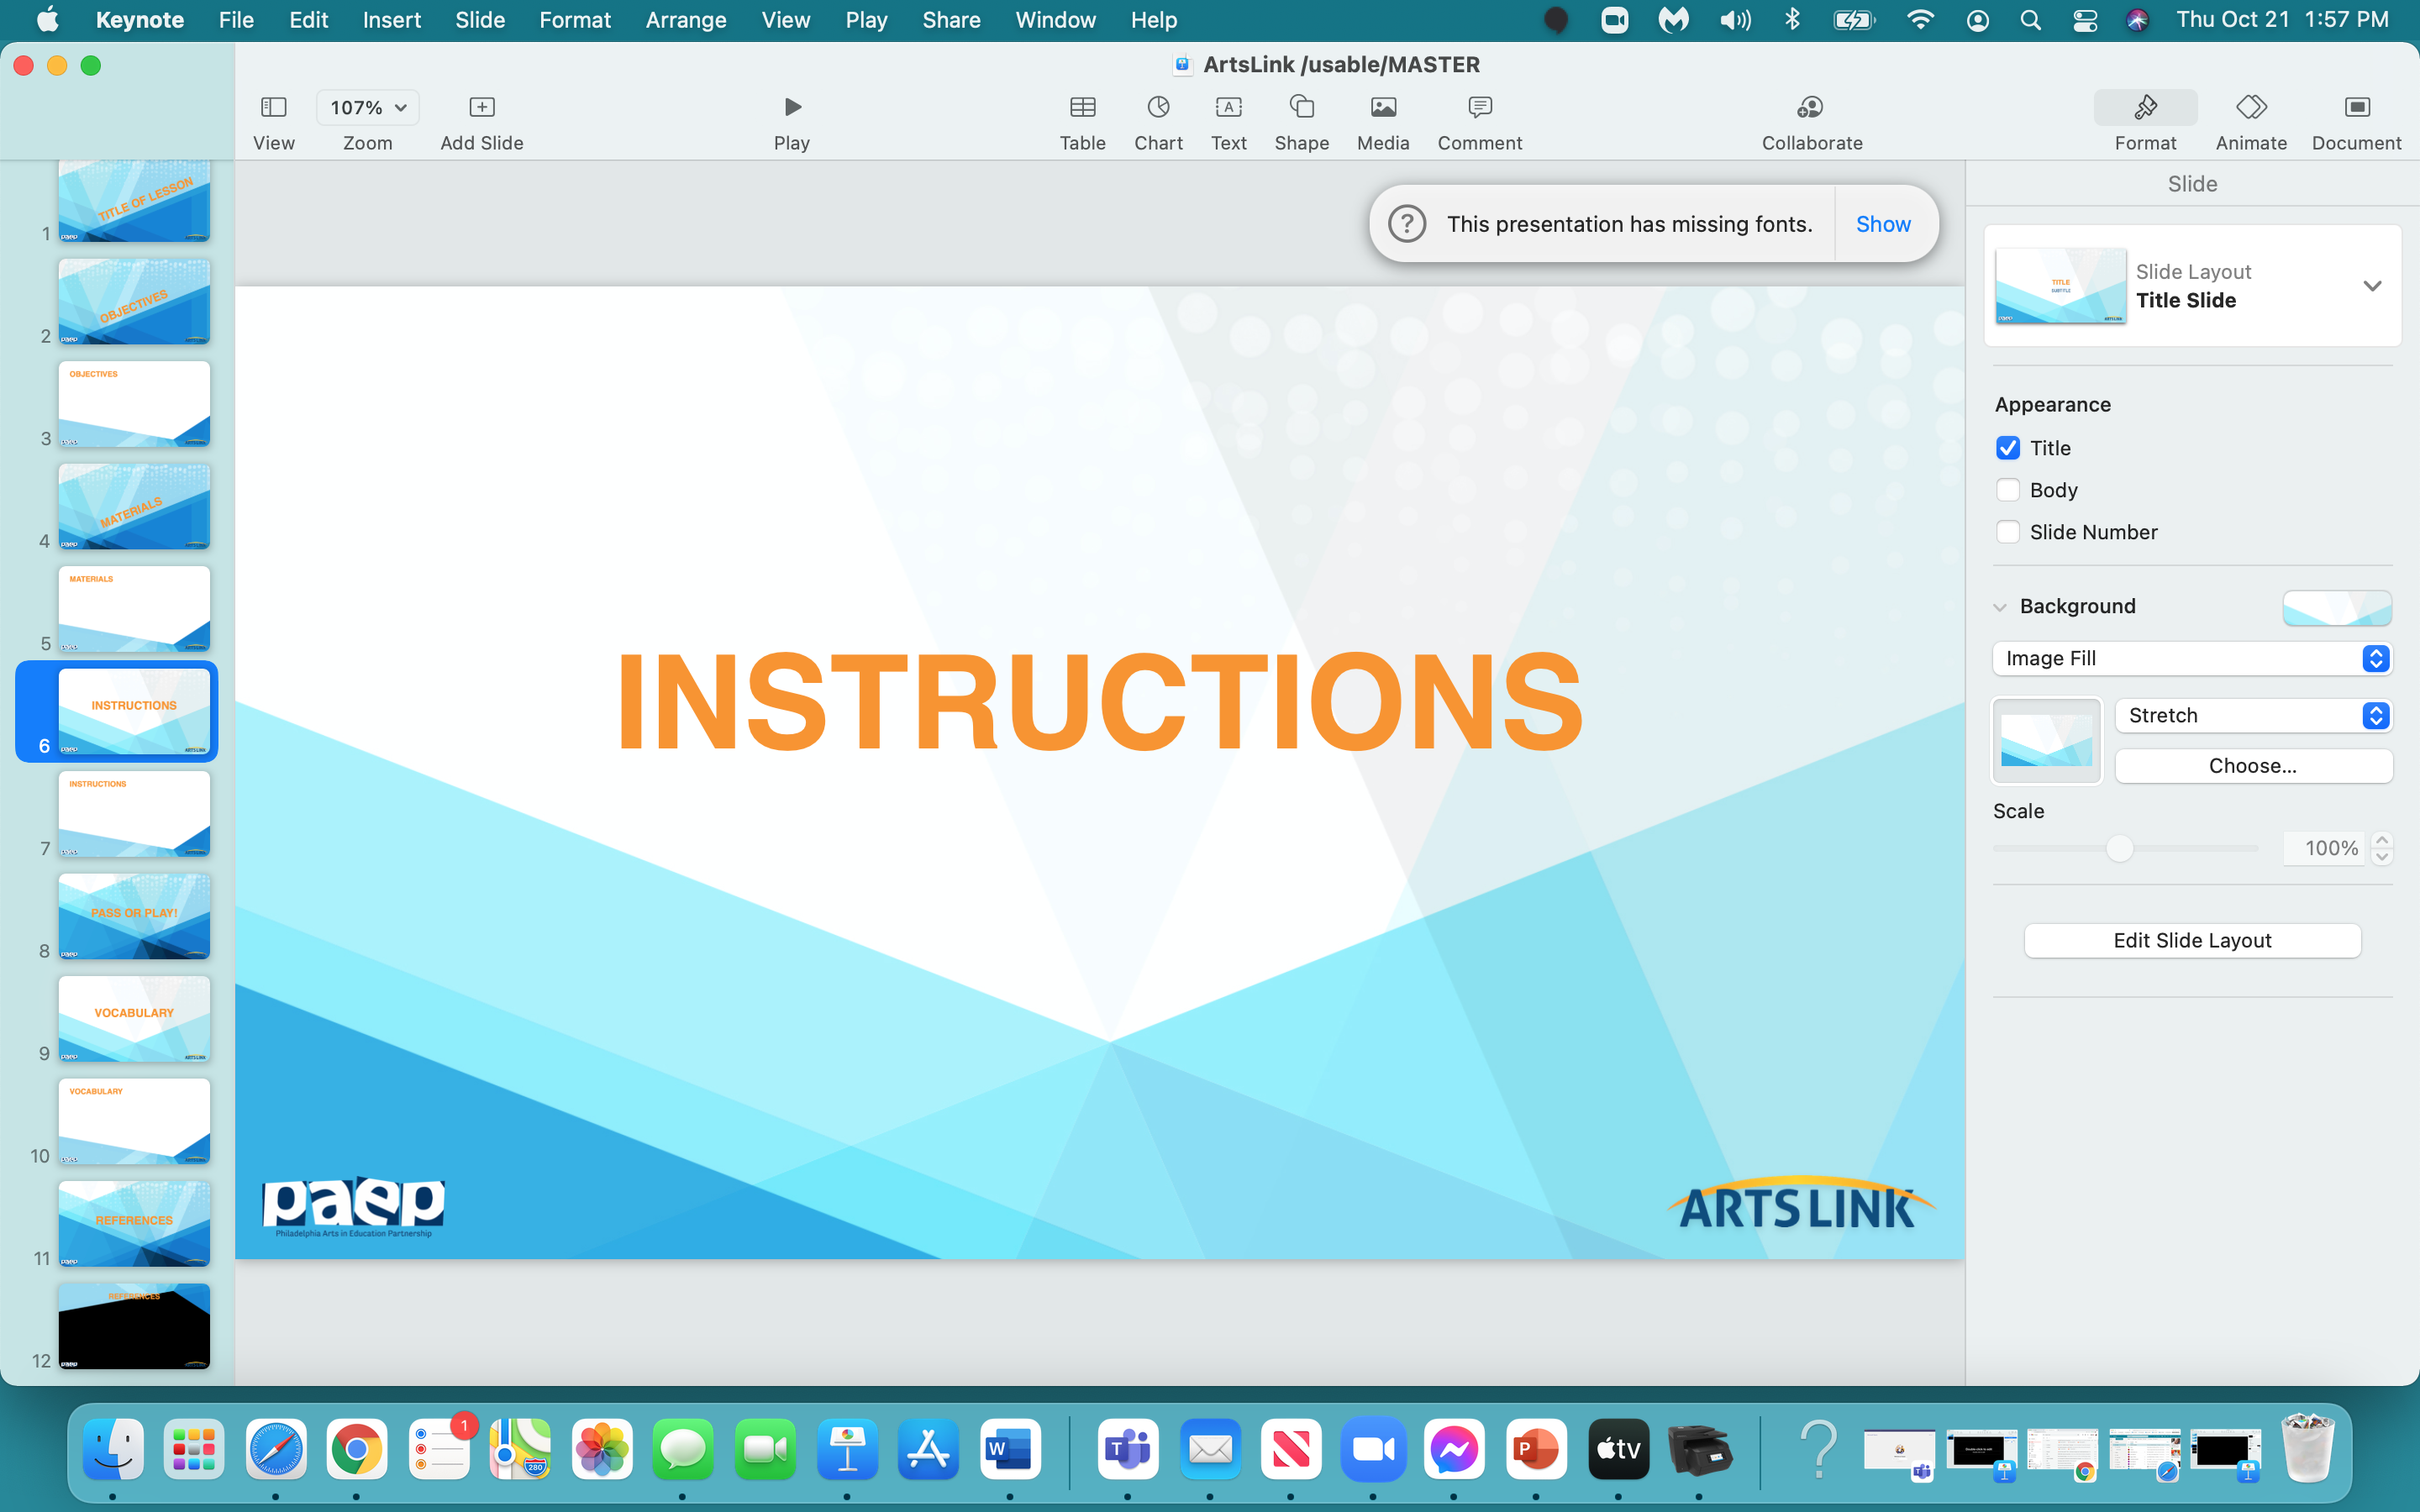 Keynote File Edit Insert Slide Format Arrange View Play Share Window Help Thu Oct 21 1:57 PM
ArtsLink /usable/MASTER
107%
View Zoom Add Slide Play Table Chart Text Shape Media Comment Collaborate Format Animate Document
Slide
This presentation has missing fonts. Show
TITLE OF LESSON
1
OBJECTIVES
2
OBJECTIVES
3
MATERIALS
4
MATERIALS
5
INSTRUCTIONS
6
INSTRUCTIONS
7
PASS OR PLAY!
8
VOCABULARY
9
VOCABULARY
10
REFERENCES
11
REFERENCES
12
INSTRUCTIONS
paep
Philadelphia Arts in Education Partnership
ARTS LINK
TITLE
SUBTITLE
Slide Layout
Title Slide
Appearance
Title
Body
Slide Number
Background
Image Fill
Stretch
Choose...
Scale
100%
Edit Slide Layout
1
280
W
T
P
tv